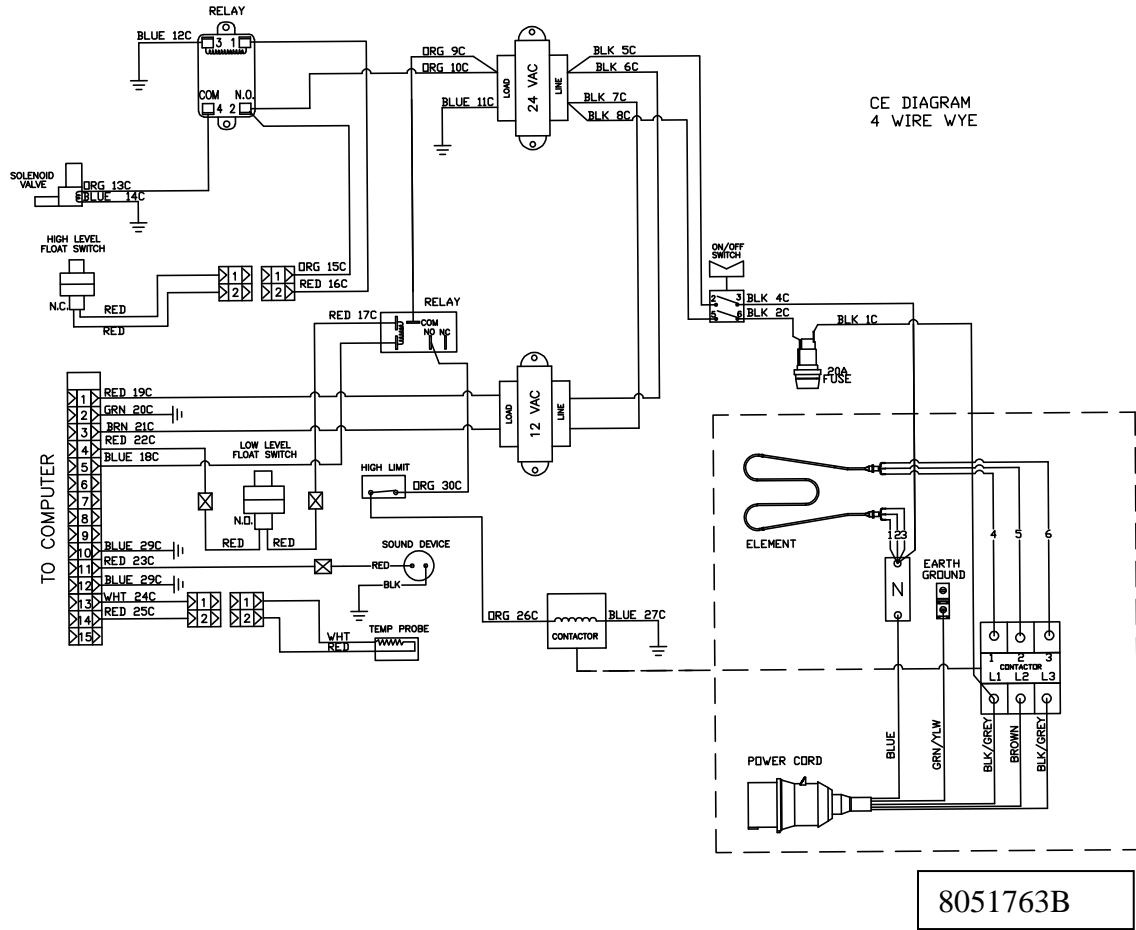 RELAY
BLUE 12C
3 1
COM N.O.
4 2
ORG 9C
ORG 10C
BLUE 11C
LOAD
24 VAC
LINE
BLK 5C
BLK 6C
BLK 7C
BLK 8C
CE DIAGRAM
4 WIRE WYE
SOLENOID
VALVE
ORG 13C
BLUE 14C
HIGH LEVEL
FLOAT SWITCH
N.C.
RED
RED
1 1
2 2
ORG 15C
RED 16C
RELAY
RED 17C
COM
NO NC
ON/OFF
SWITCH
2 3
5 6
BLK 4C
BLK 2C
BLK 1C
20A
FUSE
LOAD
12 VAC
LINE
TO COMPUTER
1 RED 19C
2 GRN 20C
3 BRN 21C
4 RED 22C
5 BLUE 18C
6
7
8
9
10 BLUE 29C
11 RED 23C
12 BLUE 29C
13 WHT 24C
14 RED 25C
15
LOW LEVEL
FLOAT SWITCH
N.O.
RED RED
HIGH LIMIT
ORG 30C
SOUND DEVICE
RED
BLK
1 1
2 2
WHT
RED
TEMP PROBE
ORG 26C
CONTACTOR
BLUE 27C
ELEMENT
123
4 5 6
N
EARTH
GROUND
1 2 3
CONTACTOR
L1 L2 L3
BLUE
GRN/YLW
BLK/GREY
BROWN
BLK/GREY
POWER CORD
8051763B